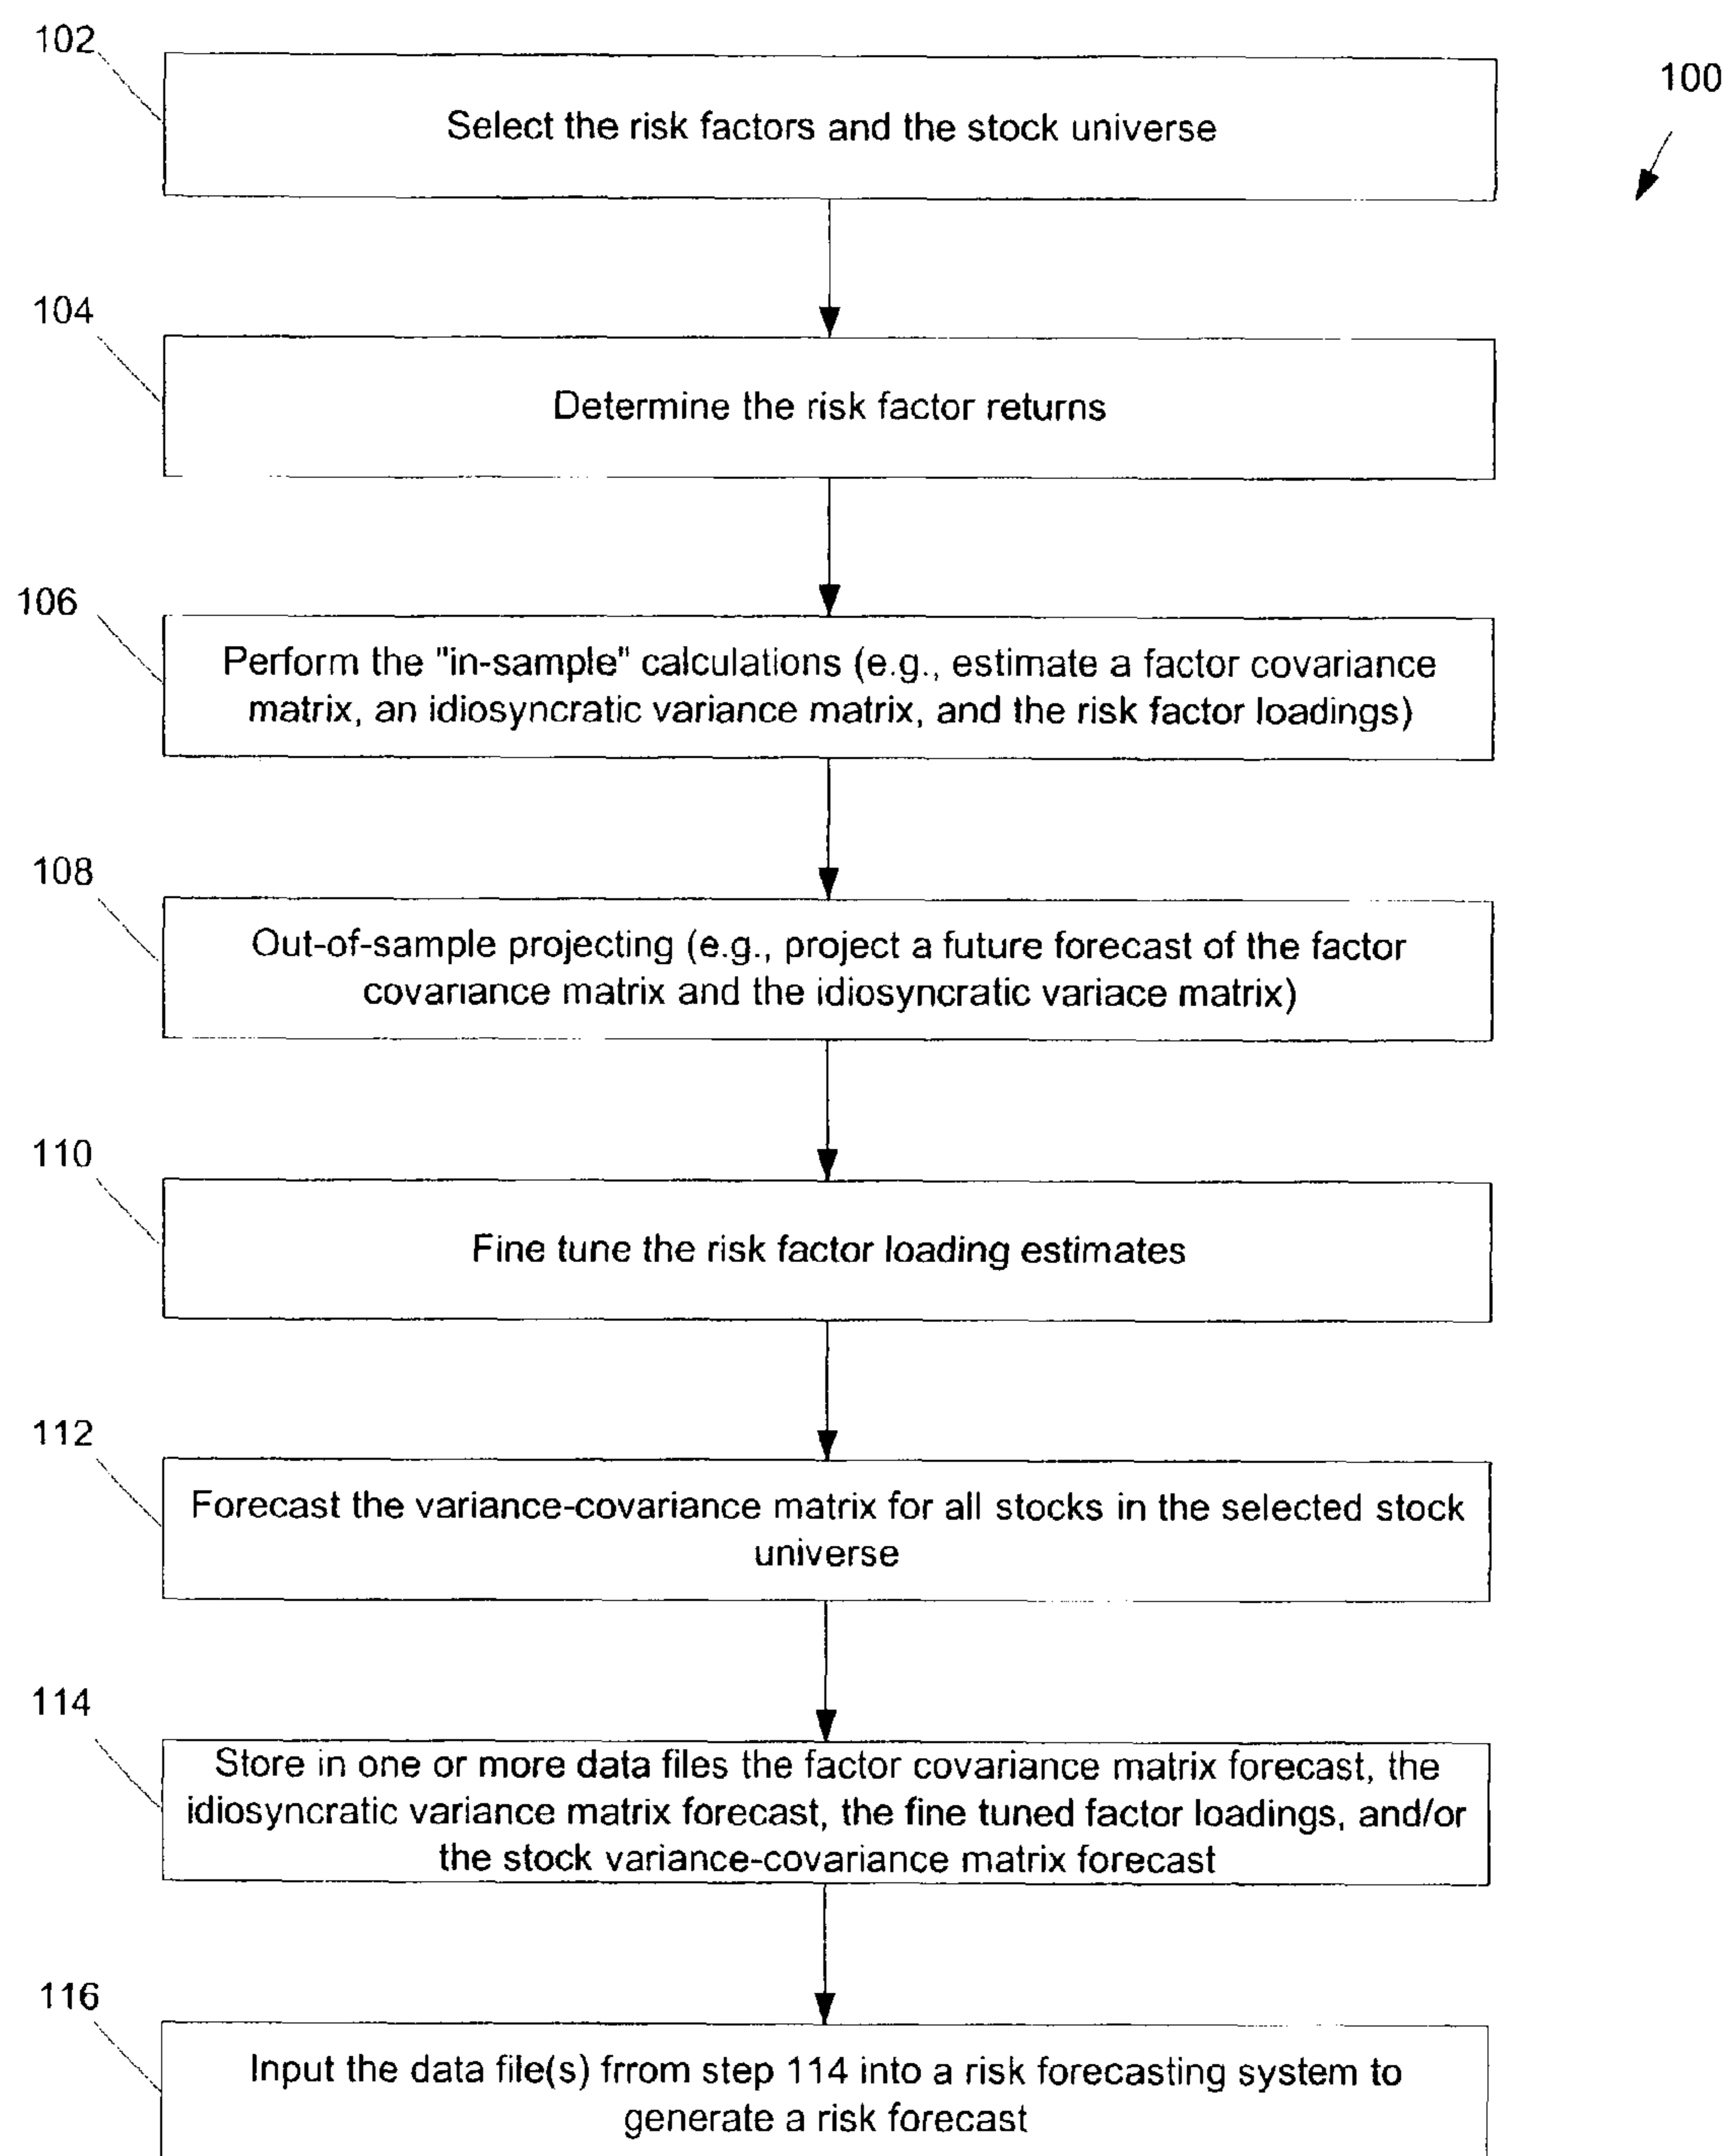 102
100
Select the risk factors and the stock universe
104
Determine the risk factor returns
106
Perform the "in-sample" calculations (e.g., estimate a factor covariance
matrix, an idiosyncratic variance matrix, and the risk factor loadings)
108
Out-of-sample projecting (e.g., project a future forecast of the factor
covariance matrix and the idiosyncratic variace matrix)
110
Fine tune the risk factor loading estimates
112
Forecast the variance-covariance matrix for all stocks in the selected stock
universe
114
Store in one or more data files the factor covariance matrix forecast, the
idiosyncratic variance matrix forecast, the fine tuned factor loadings, and/or
the stock variance-covariance matrix forecast
116
Input the data file(s) frrom step 114 into a risk forecasting system to
generate a risk forecast